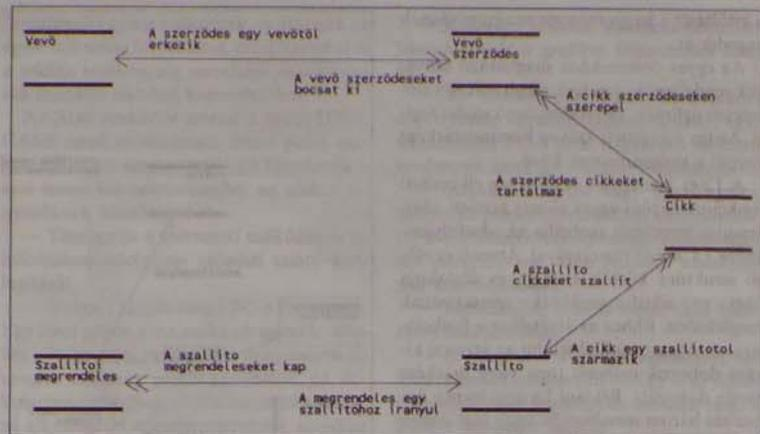 Vevö
A szerzödes egy vevötöl
erkezik
Vevö
szerzödes
A vevö szerzödeseket
bocsat ki
A cikk szerzödeseken
szerepel
A szerzödes cikkeket
tartalmaz
Cikk
A szallito
cikkeket szallit
Szallitoi
megrendeles
A szallito
megrendeleseket kap
Szallito
A cikk egy szallitotol
szarmazik
A megrendeles egy
szallitohoz iranyul